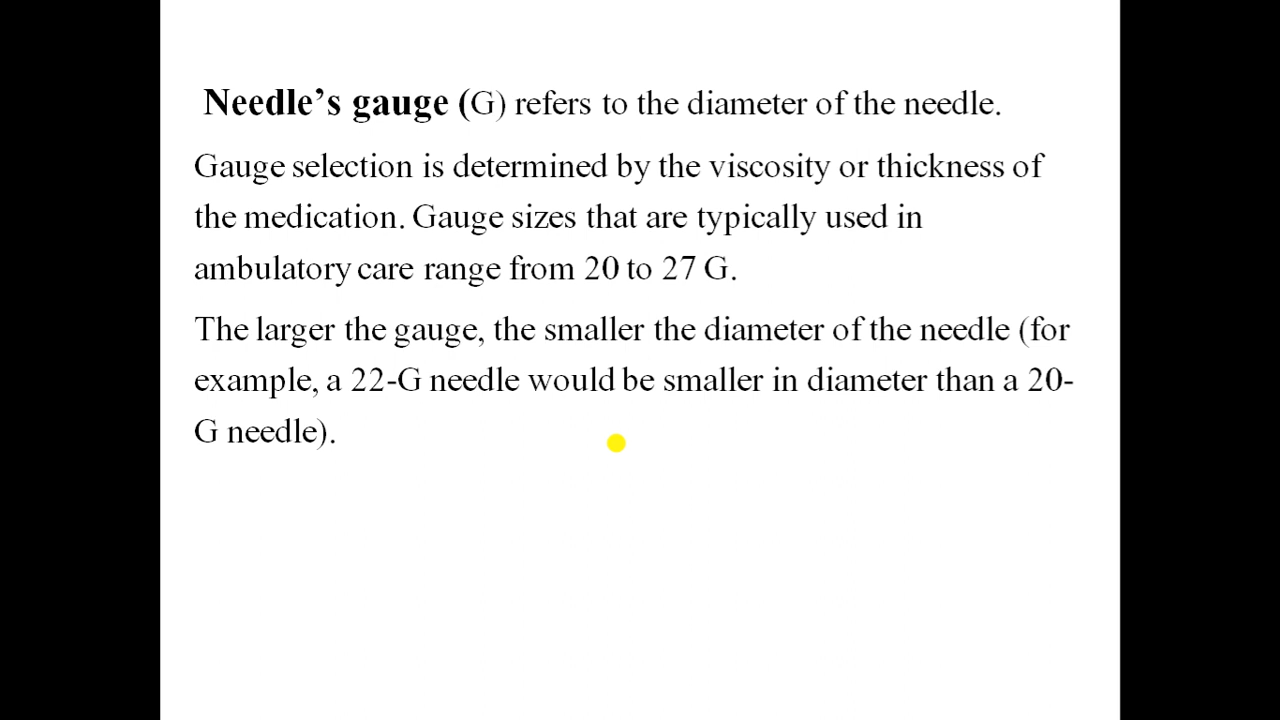 Needle’s gauge (G) refers to the diameter of the needle.
Gauge selection is determined by the viscosity or thickness of
the medication. Gauge sizes that are typically used in
ambulatory care range from 20 to 27 G.
The larger the gauge, the smaller the diameter of the needle (for
example, a 22-G needle would be smaller in diameter than a 20-
G needle).